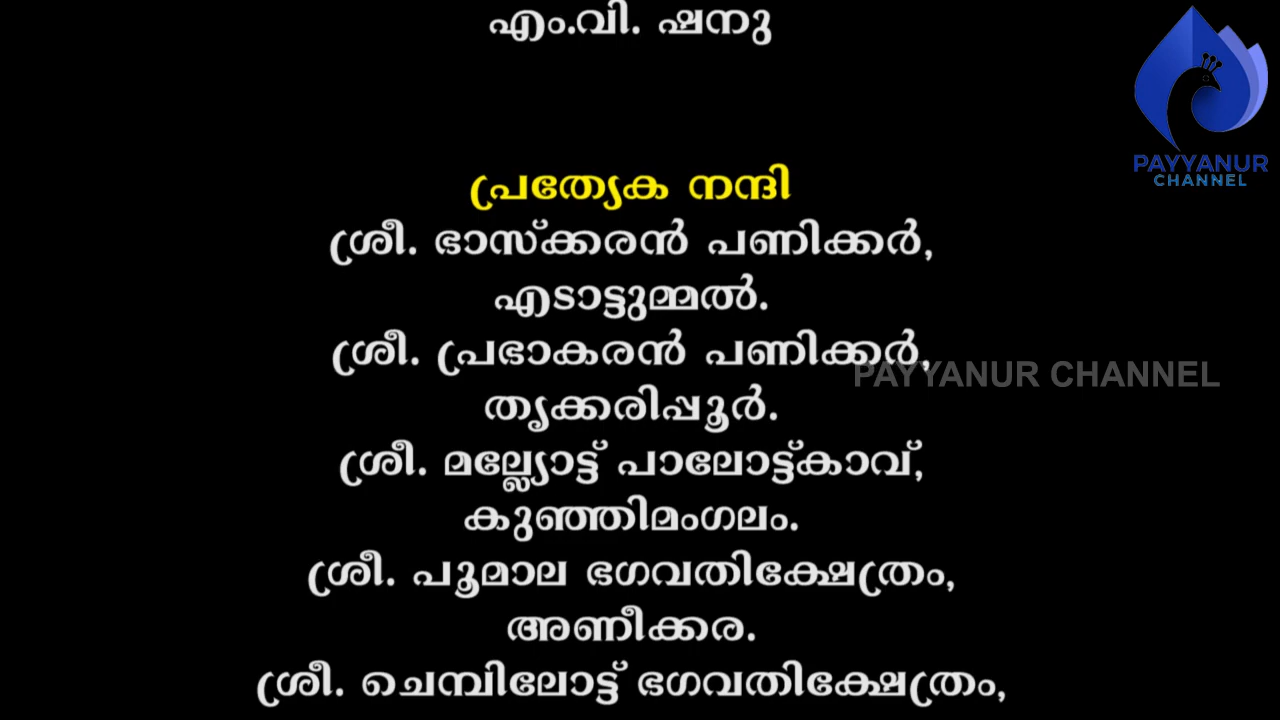 എം.വി. ഷനു
PAYYANUR
CHANNEL
പ്രത്യേക നന്ദി
ശ്രീ. ഭാസ്ക്കരൻ പണിക്കർ,
എടാട്ടുമ്മൽ.
ശ്രീ. പ്രഭാകരൻ പണിക്കർ,
PAYYANUR CHANNEL
തൃക്കരിപ്പൂർ.
ശ്രീ. മല്ല്യോട്ട് പാലോട്ട്കാവ്,
കുഞ്ഞിമംഗലം.
ശ്രീ. പൂമാല ഭഗവതിക്ഷേത്രം,
അണീക്കര.
ശ്രീ. ചെമ്പിലോട്ട് ഭഗവതിക്ഷേത്രം,